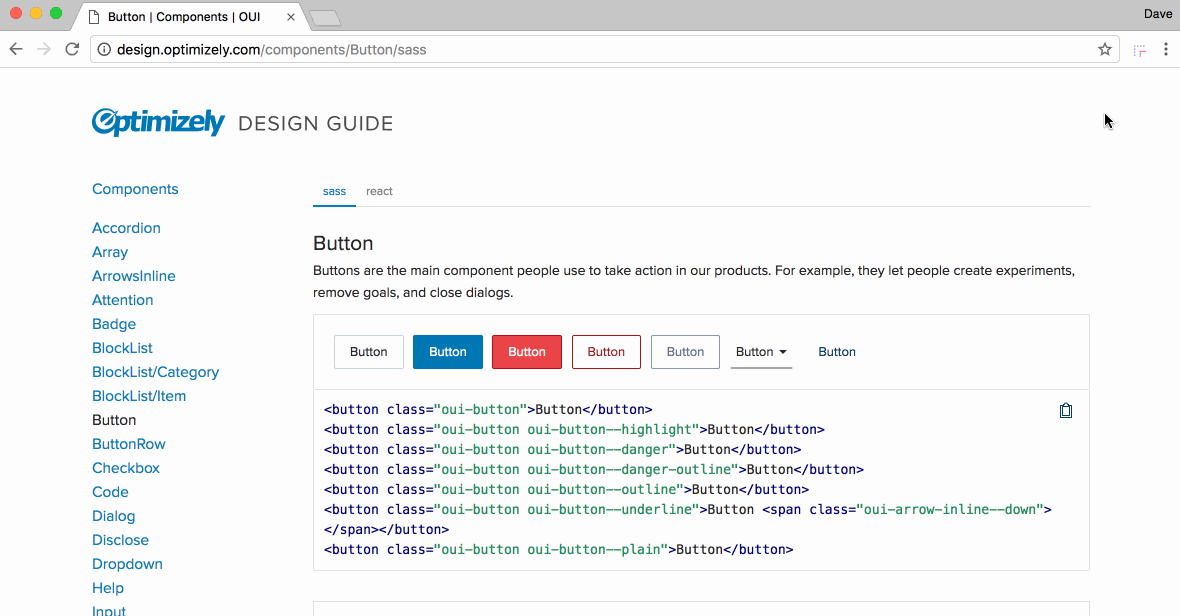 Button | Components | OUI
Dave
design.optimizely.com/components/Button/sass
Optimizely DESIGN GUIDE
Components
Accordion
Array
ArrowsInline
Attention
Badge
BlockList
BlockList/Category
BlockList/Item
Button
ButtonRow
Checkbox
Code
Dialog
Disclose
Dropdown
Help
Input
sass react
Button
Buttons are the main component people use to take action in our products. For example, they let people create experiments,
remove goals, and close dialogs.
Button Button Button Button Button Button Button
<button class="oui-button">Button</button>
<button class="oui-button oui-button--highlight">Button</button>
<button class="oui-button oui-button--danger">Button</button>
<button class="oui-button oui-button--danger-outline">Button</button>
<button class="oui-button oui-button--outline">Button</button>
<button class="oui-button oui-button--underline">Button <span class="oui-arrow-inline--down">
</span></button>
<button class="oui-button oui-button--plain">Button</button>